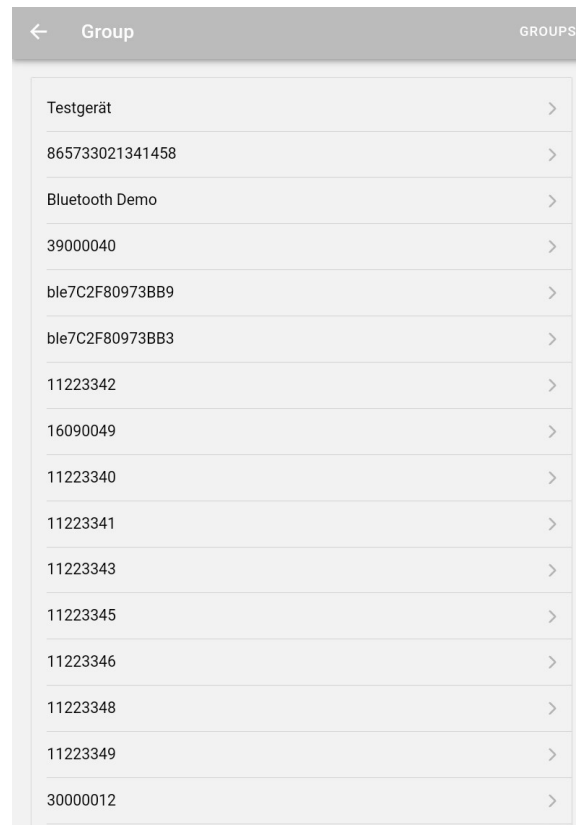 Group
GROUPS
Testgerät
865733021341458
Bluetooth Demo
39000040
ble7C2F80973BB9
ble7C2F80973BB3
11223342
16090049
11223340
11223341
11223343
11223345
11223346
11223348
11223349
30000012